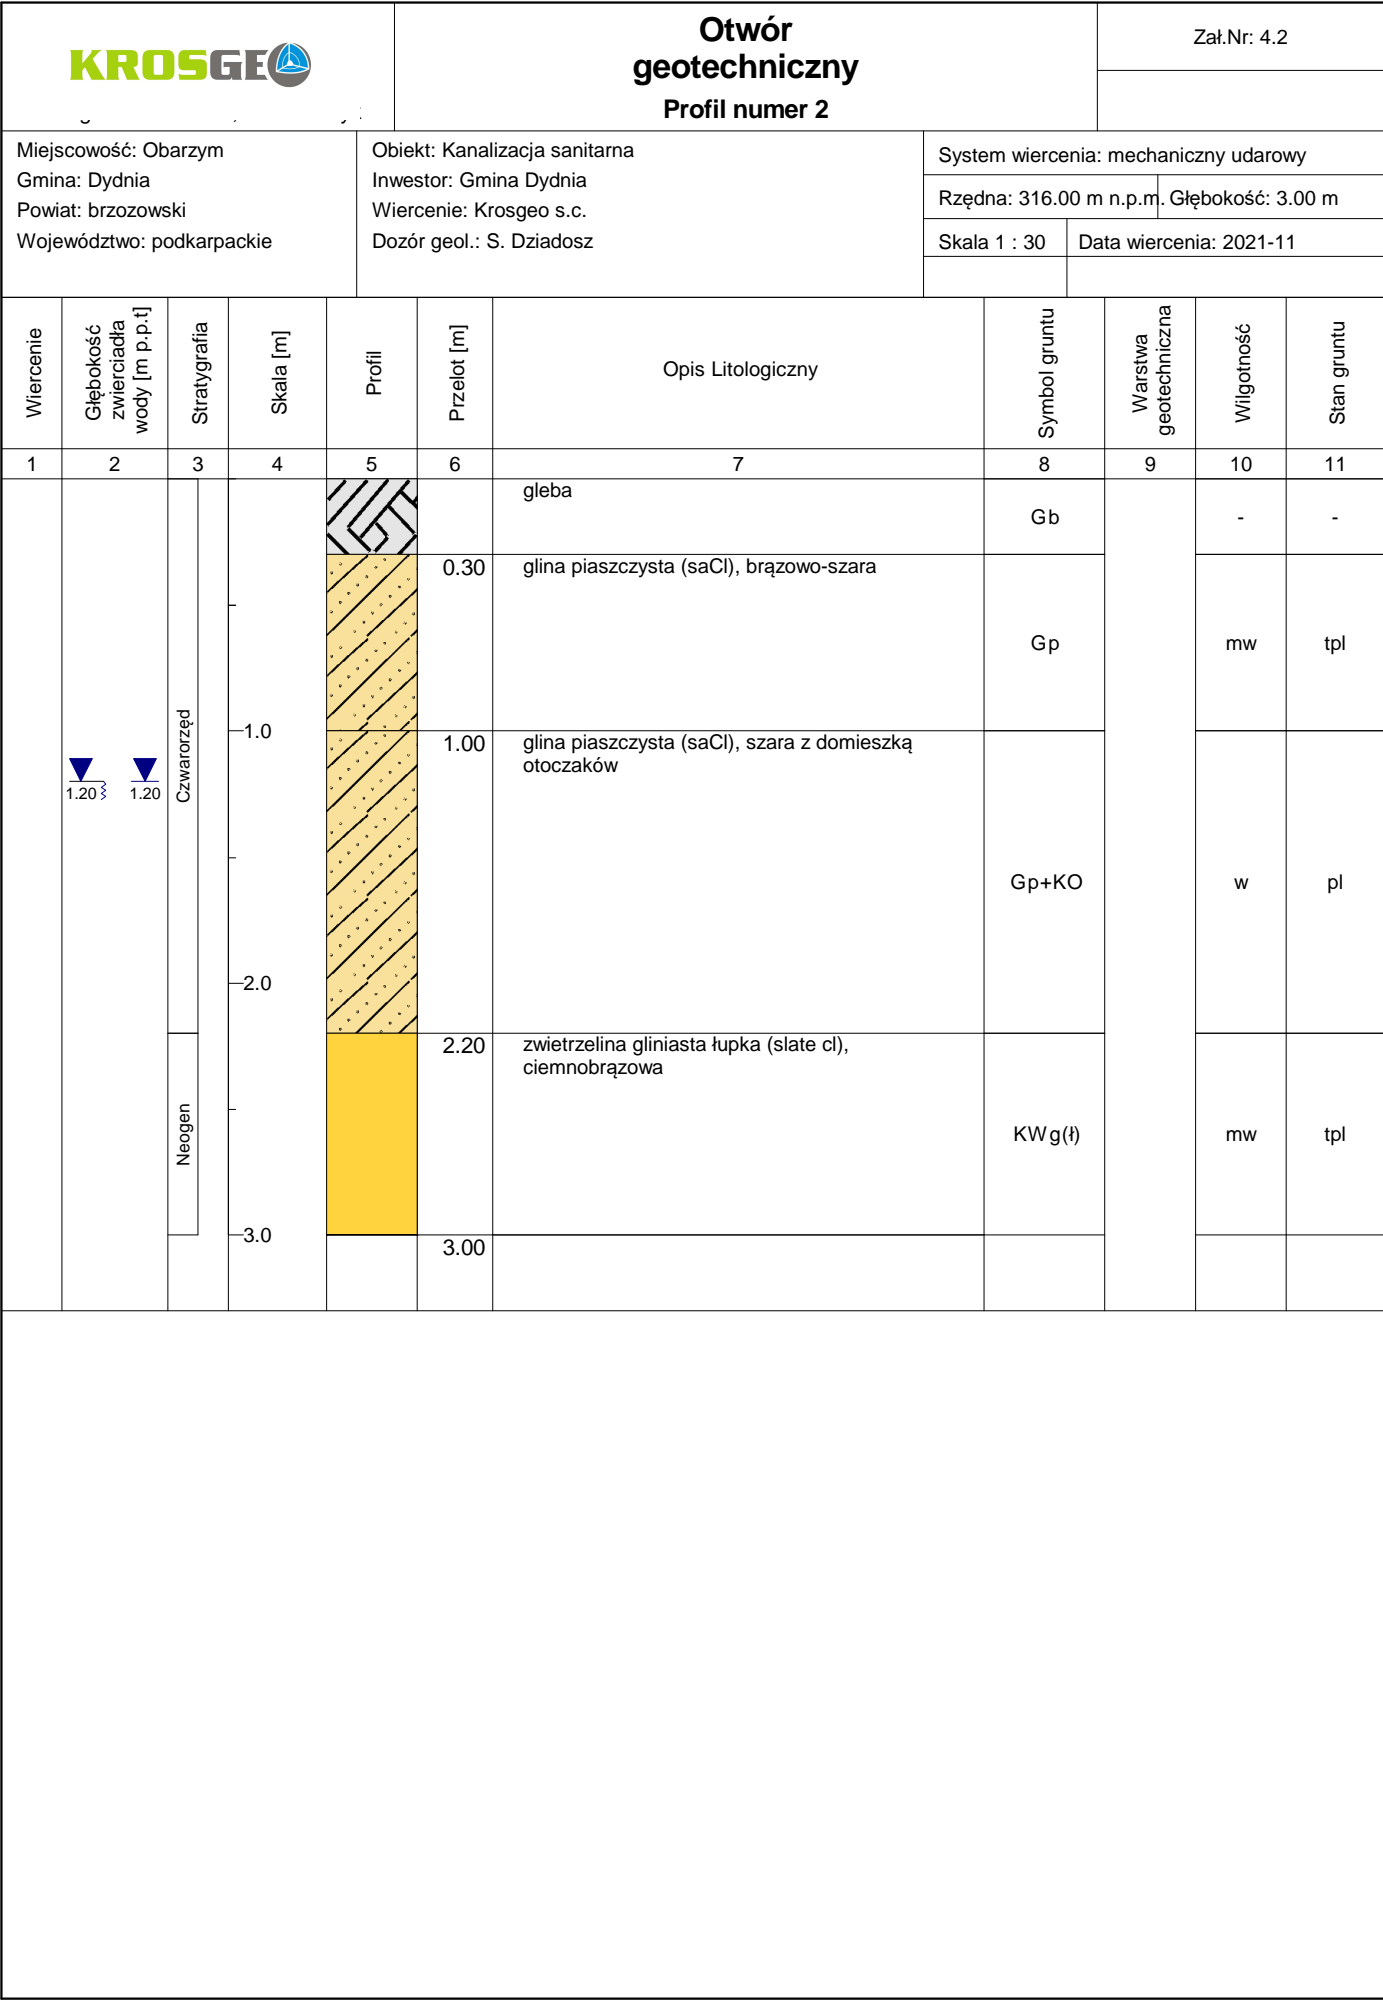 KROSGEO
Otwór
geotechniczny
Profil numer 2
Zał.Nr: 4.2
Miejscowość: Obarzym
Gmina: Dydnia
Powiat: brzozowski
Województwo: podkarpackie
Obiekt: Kanalizacja sanitarna
Inwestor: Gmina Dydnia
Wiercenie: Krosgeo s.c.
Dozór geol.: S. Dziadosz
System wiercenia: mechaniczny udarowy
Rzędna: 316.00 m n.p.m. Głębokość: 3.00 m
Skala 1 : 30 Data wiercenia: 2021-11
Wiercenie
Głębokość
zwierciadła
wody [m p.p.t]
Stratygrafia
Skala [m]
Profil
Przelot [m]
Opis Litologiczny
Symbol gruntu
Warstwa
geotechniczna
Wilgotność
Stan gruntu
1 2 3 4 5 6 7 8 9 10 11
gleba
Gb - -
0.30 glina piaszczysta (saCl), brązowo-szara
Gp mw tpl
Czwarorzęd
1.0
1.00 glina piaszczysta (saCl), szara z domieszką
otoczaków
1.20 1.20
Gp+KO w pl
2.0
2.20 zwietrzelina gliniasta łupka (slate cl),
ciemnobrązowa
Neogen
KWg(ł) mw tpl
3.0
3.00